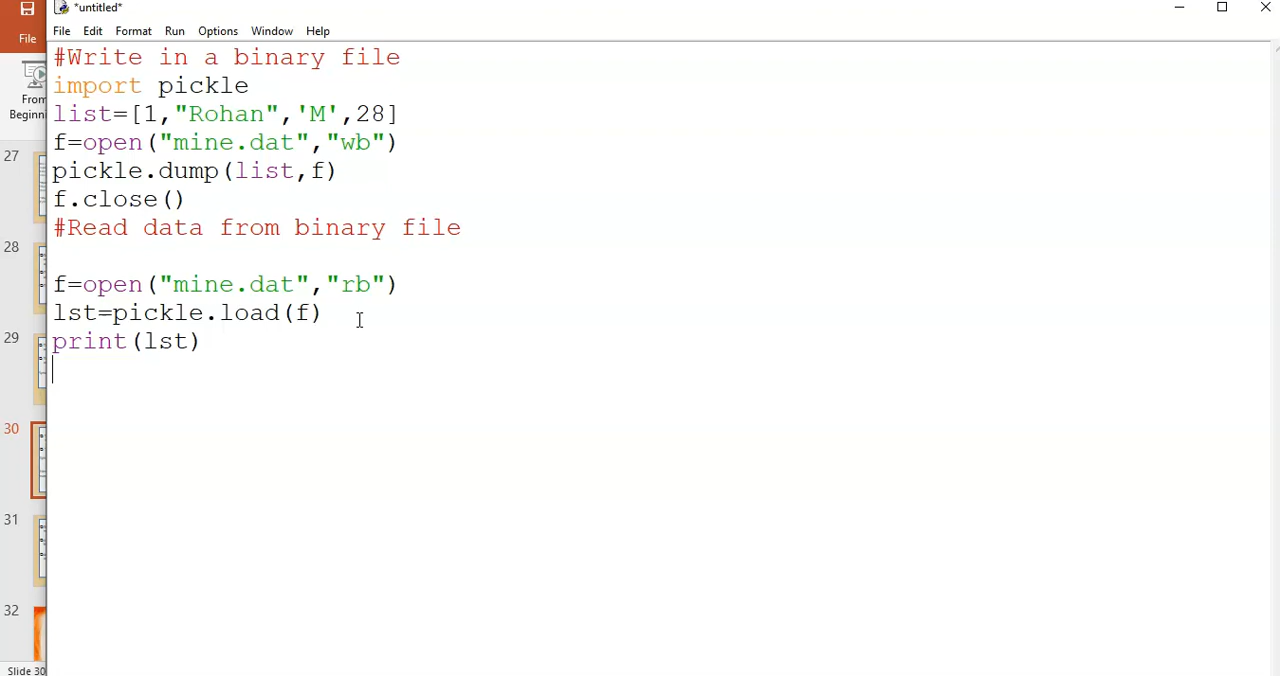 *untitled*
File Edit Format Run Options Window Help
File
From
Beginn
27
28
29
30
31
32
Slide 30
#Write in a binary file
import pickle
list=[1,"Rohan",'M',28]
f=open("mine.dat","wb")
pickle.dump(list,f)
f.close()
#Read data from binary file
f=open("mine.dat","rb")
lst=pickle.load(f)
print(lst)